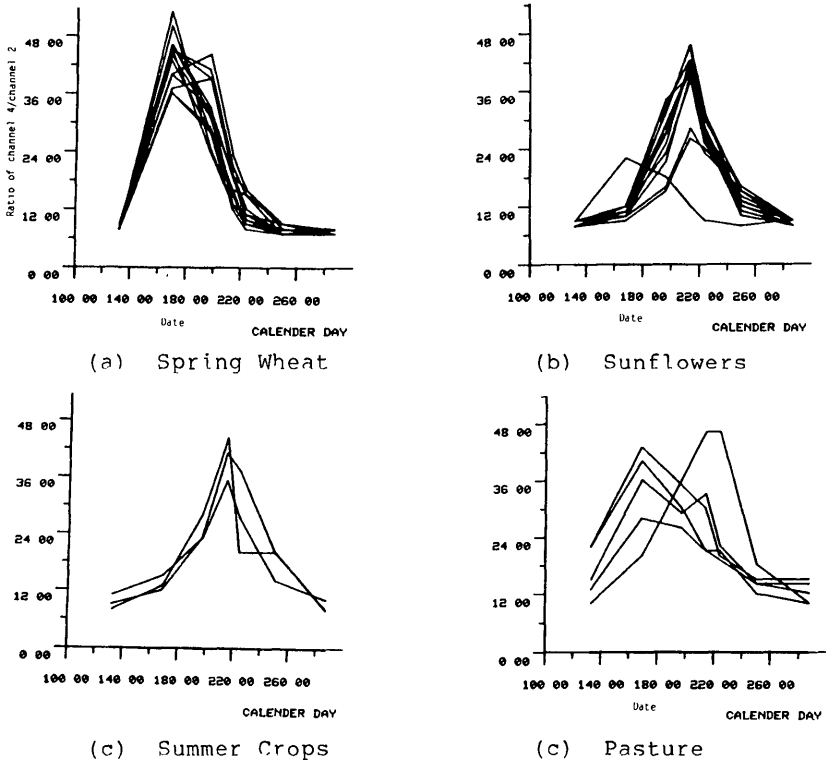 Ratio of channel 4/channel 2
48 00
36 00
24 00
12 00
0 00
100 00 140 00 180 00 220 00 260 00
Date
CALENDER DAY
(a) Spring Wheat
48 00
36 00
24 00
12 00
0 00
100 00 140 00 180 00 220 00 260 00
Date
CALENDER DAY
(b) Sunflowers
48 00
36 00
24 00
12 00
0 00
100 00 140 00 180 00 220 00 260 00
CALENDER DAY
(c) Summer Crops
48 00
36 00
24 00
12 00
0 00
100 00 140 00 180 00 220 00 260 00
Date
CALENDER DAY
(c) Pasture